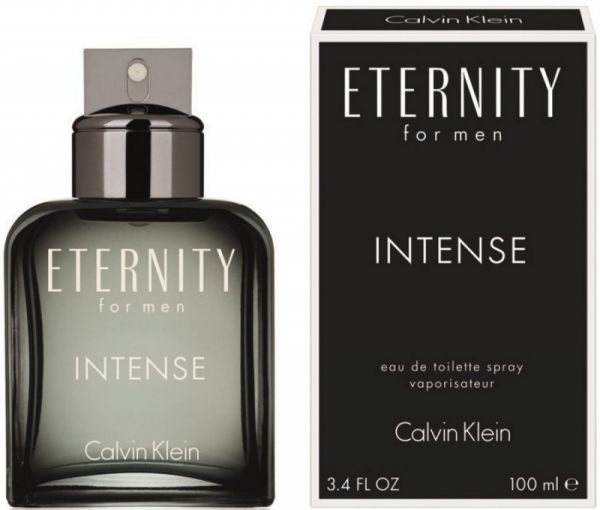 ETERNITY
for men
INTENSE
Calvin Klein
Calvin Klein
ETERNITY
for men
INTENSE
eau de toilette spray
vaporisateur
Calvin Klein
3.4 FL OZ 100 ml ℮